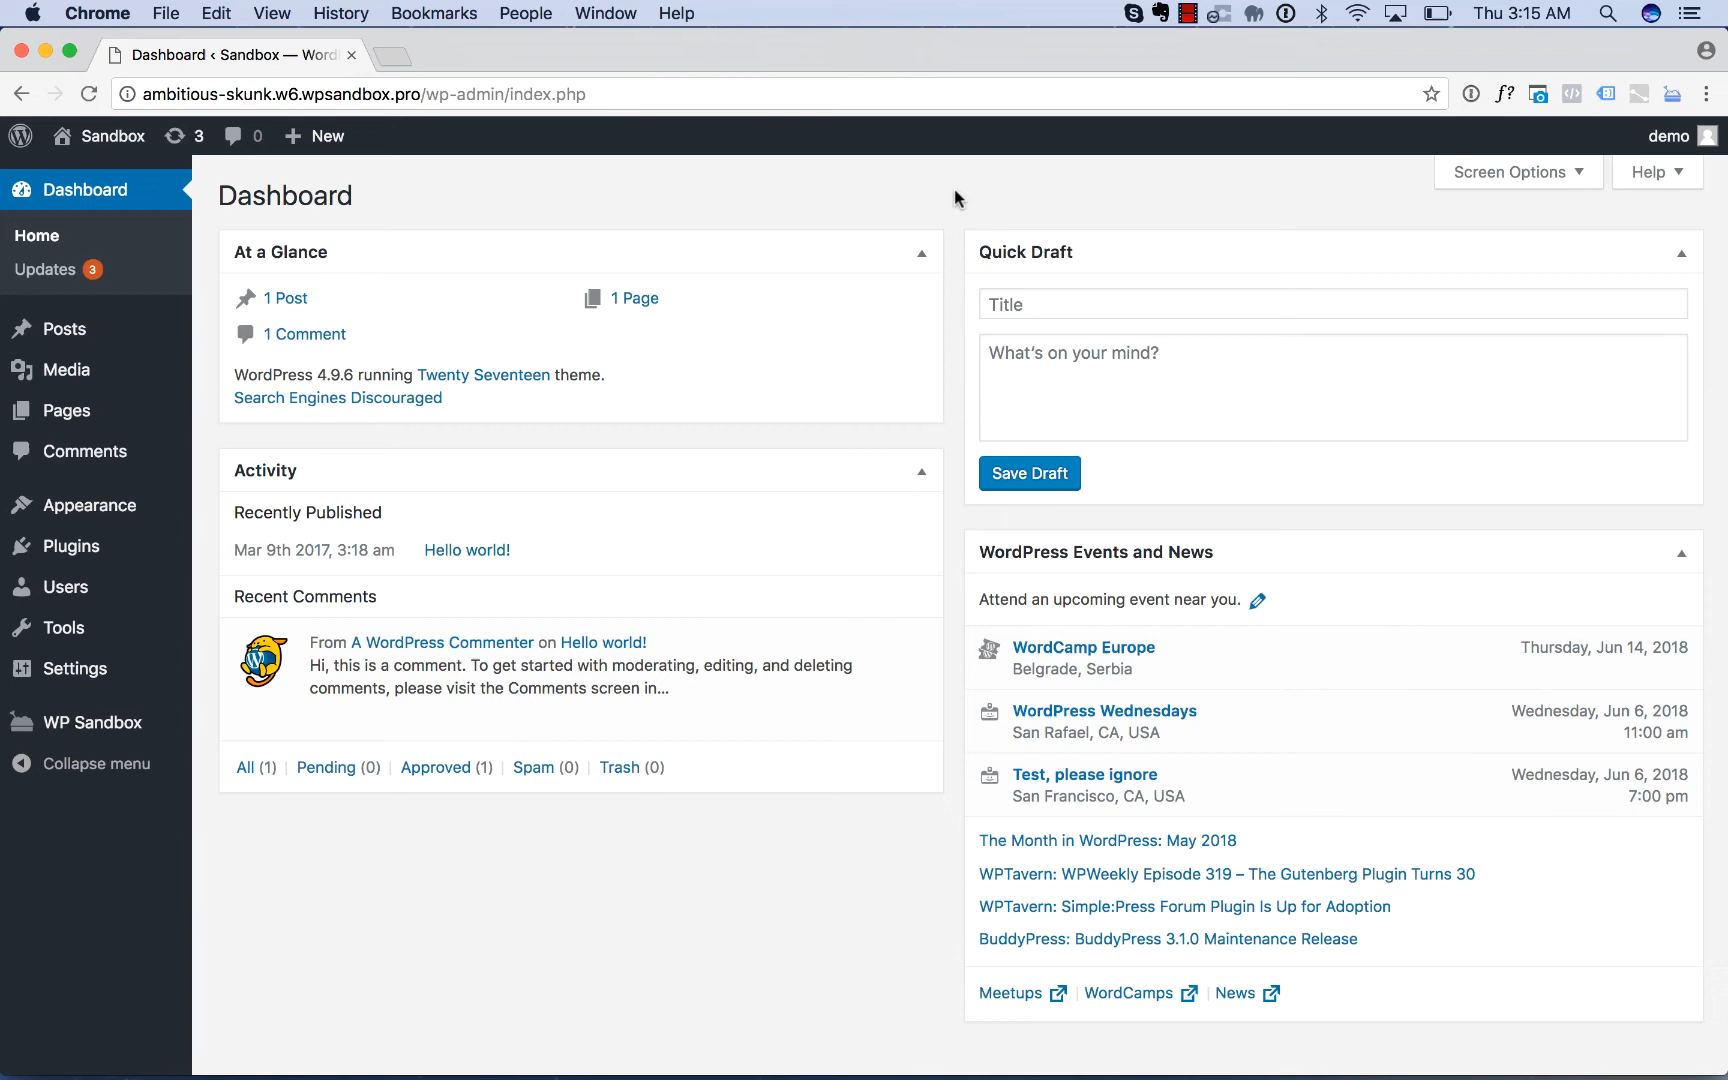 Chrome File Edit View History Bookmarks People Window Help Thu 3:15 AM
Dashboard ‹ Sandbox — Word
ambitious-skunk.w6.wpsandbox.pro/wp-admin/index.php
f?
Sandbox 3 0 New demo
Dashboard
Home
Updates 3
Posts
Media
Pages
Comments
Appearance
Plugins
Users
Tools
Settings
WP Sandbox
Collapse menu
Screen Options Help
Dashboard
At a Glance
1 Post 1 Page
1 Comment
WordPress 4.9.6 running Twenty Seventeen theme.
Search Engines Discouraged
Activity
Recently Published
Mar 9th 2017, 3:18 am Hello world!
Recent Comments
From A WordPress Commenter on Hello world!
Hi, this is a comment. To get started with moderating, editing, and deleting
comments, please visit the Comments screen in...
All (1) | Pending (0) | Approved (1) | Spam (0) | Trash (0)
Quick Draft
Title
What's on your mind?
Save Draft
WordPress Events and News
Attend an upcoming event near you.
WordCamp Europe Thursday, Jun 14, 2018
Belgrade, Serbia
WordPress Wednesdays Wednesday, Jun 6, 2018
San Rafael, CA, USA 11:00 am
Test, please ignore Wednesday, Jun 6, 2018
San Francisco, CA, USA 7:00 pm
The Month in WordPress: May 2018
WPTavern: WPWeekly Episode 319 – The Gutenberg Plugin Turns 30
WPTavern: Simple:Press Forum Plugin Is Up for Adoption
BuddyPress: BuddyPress 3.1.0 Maintenance Release
Meetups | WordCamps | News